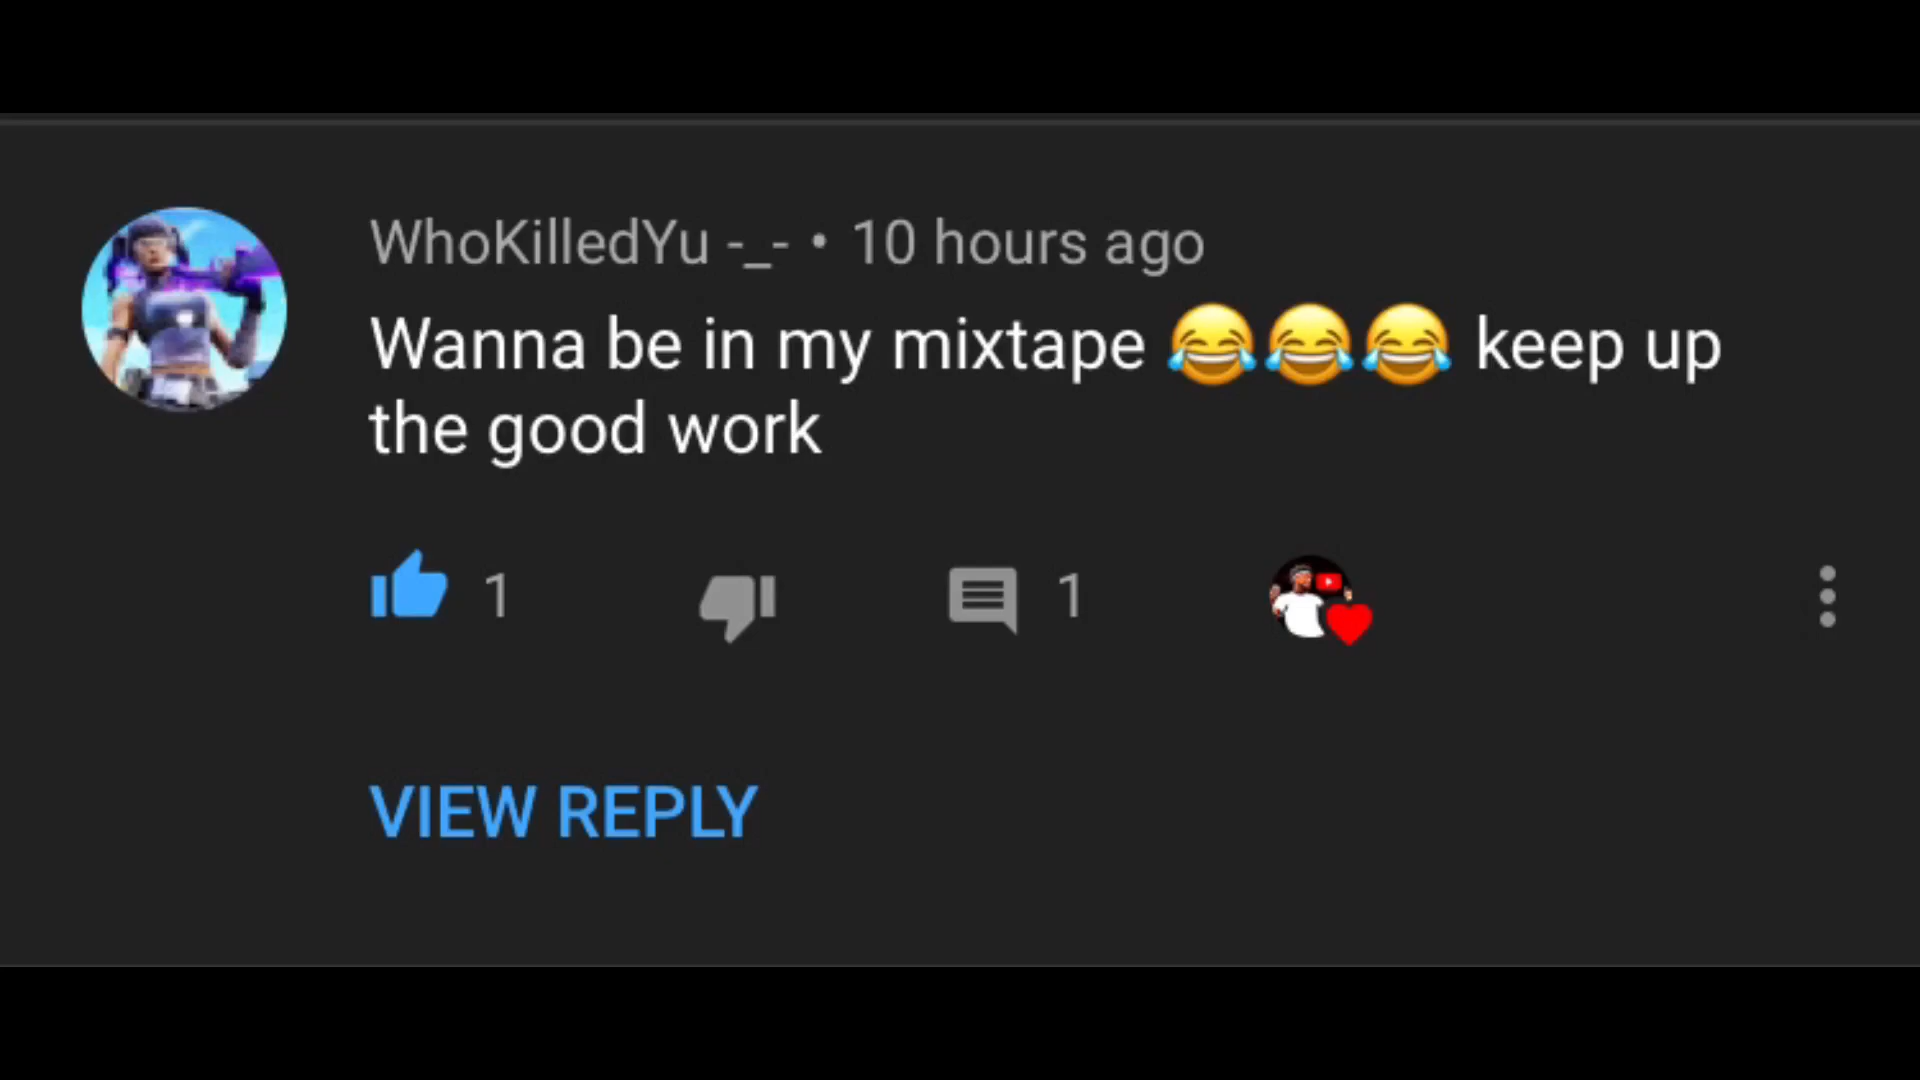 WhoKilledYu -_- • 10 hours ago
Wanna be in my mixtape 😂😂😂 keep up
the good work
1
1
VIEW REPLY